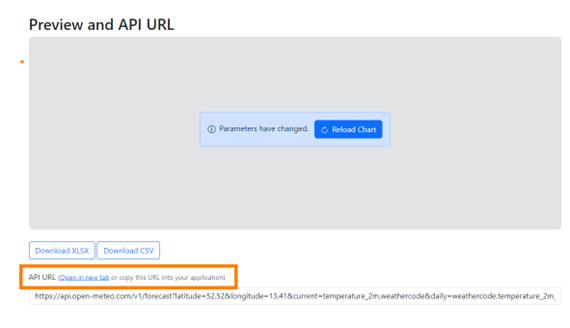 Preview and API URL
Parameters have changed. Reload Chart
Download XLSX Download CSV
API URL (Open in new tab or copy this URL into your application)
https://api.open-meteo.com/v1/forecast?latitude=52.52&longitude=13.41&current=temperature_2m,weathercode&daily=weathercode,temperature_2m_